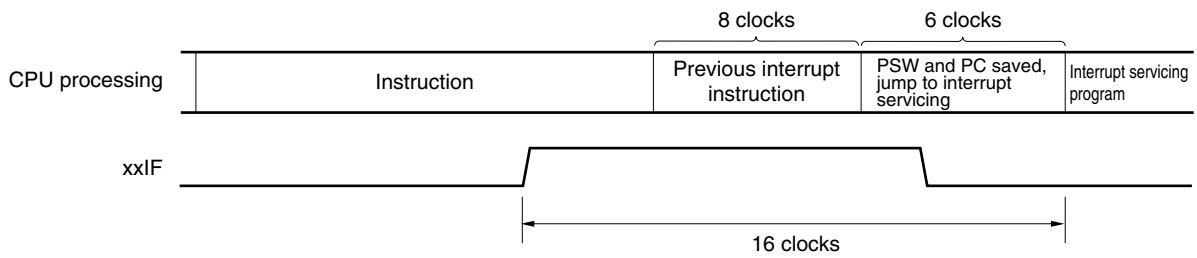 8 clocks
6 clocks
CPU processing
Instruction
Previous interrupt
instruction
PSW and PC saved,
jump to interrupt
servicing
Interrupt servicing
program
xxIF
16 clocks